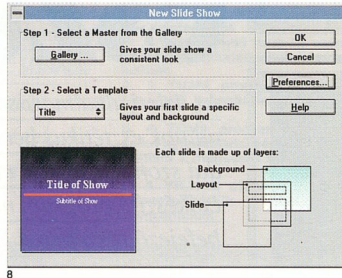 New Slide Show
Step 1 - Select a Master from the Gallery
Gallery ...
Gives your slide show a
consistent look
Step 2 - Select a Template
Title
Gives your first slide a specific
layout and background
OK
Cancel
Preferences...
Help
Title of Show
Subtitle of Show
Each slide is made up of layers:
Background
Layout
Slide
8